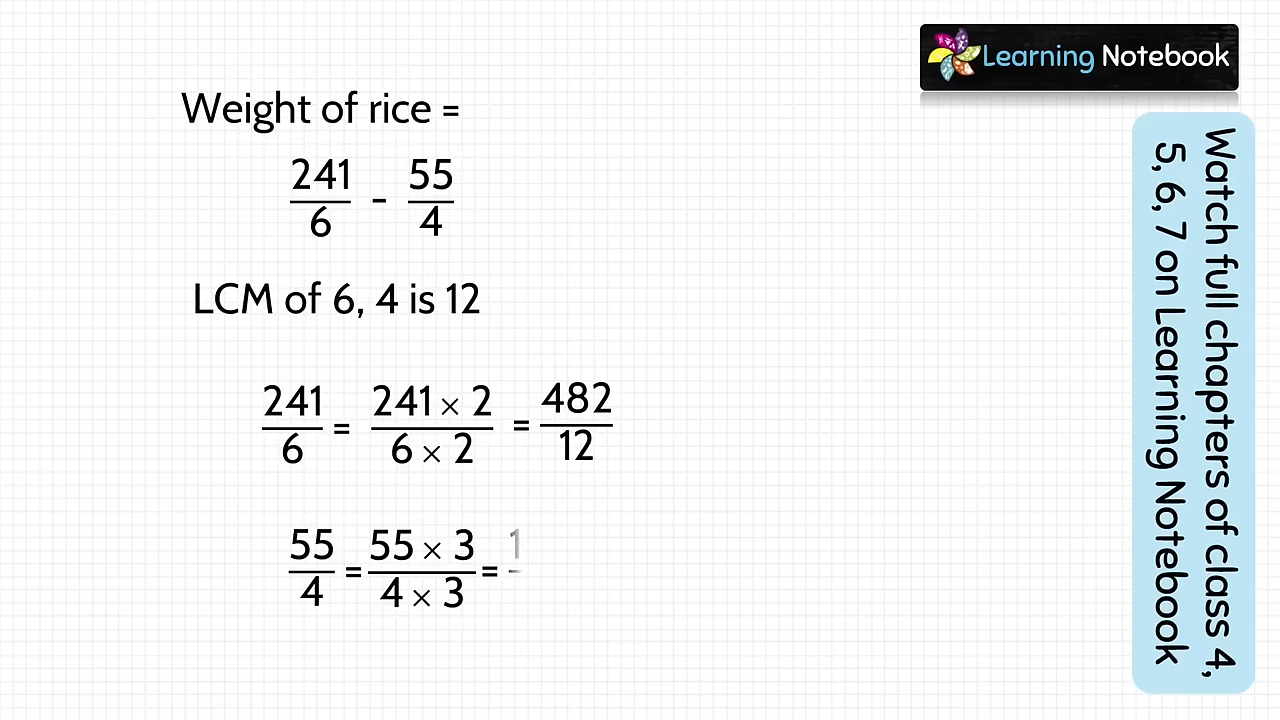 Learning Notebook
Weight of rice =
241/6 - 55/4
LCM of 6, 4 is 12
241/6 = 241 × 2/6 × 2 = 482/12
55/4 = 55 × 3/4 × 3 = 1
Watch full chapters of class 4,
5, 6, 7 on Learning Notebook